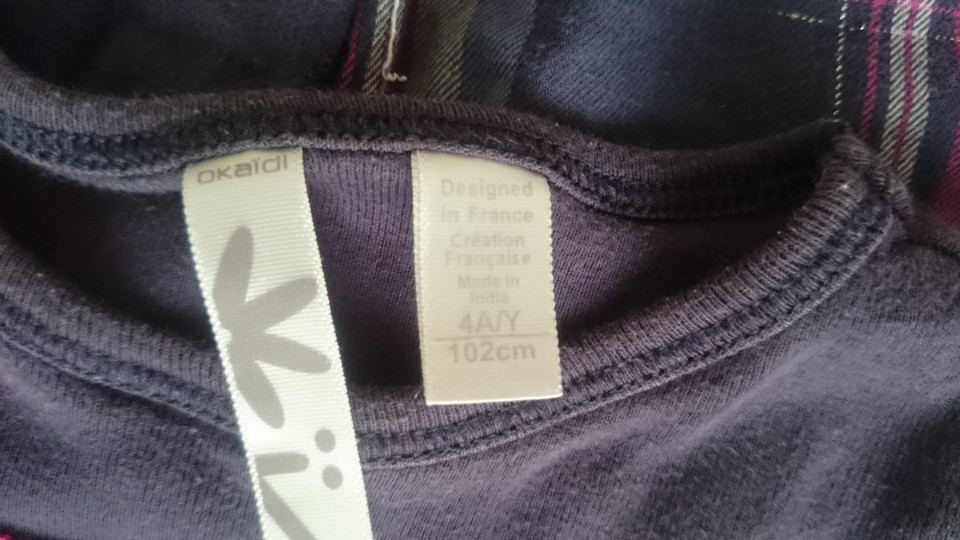 OKAÏDI
Designed
in France
Création
Française
Made in
India
4A/Y
102cm